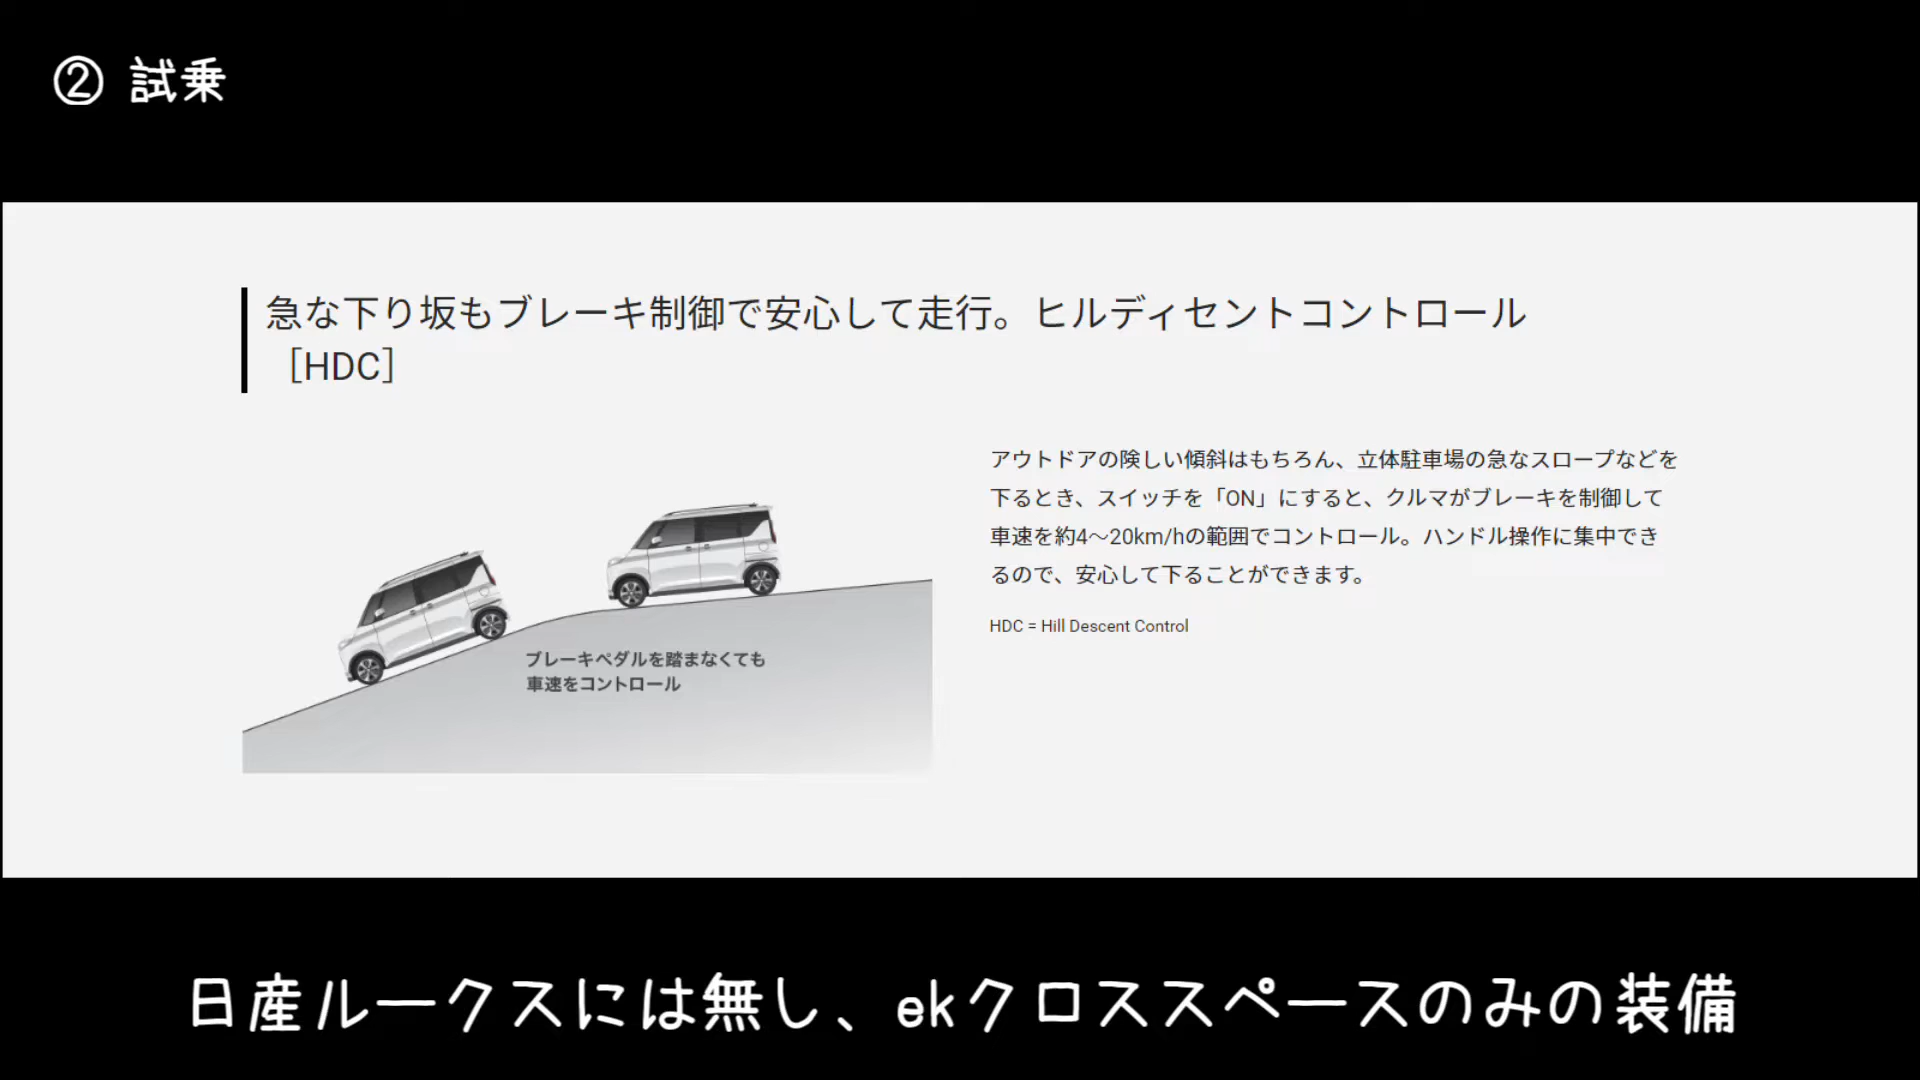 ② 試乗
急な下り坂もブレーキ制御で安心して走行。ヒルディセントコントロール
［HDC］
アウトドアの険しい傾斜はもちろん、立体駐車場の急なスロープなどを
下るとき、スイッチを「ON」にすると、クルマがブレーキを制御して
車速を約4～20km/hの範囲でコントロール。ハンドル操作に集中でき
るので、安心して下ることができます。
HDC = Hill Descent Control
ブレーキペダルを踏まなくても
車速をコントロール
日産ルークスには無し、ekクロススペースのみの装備